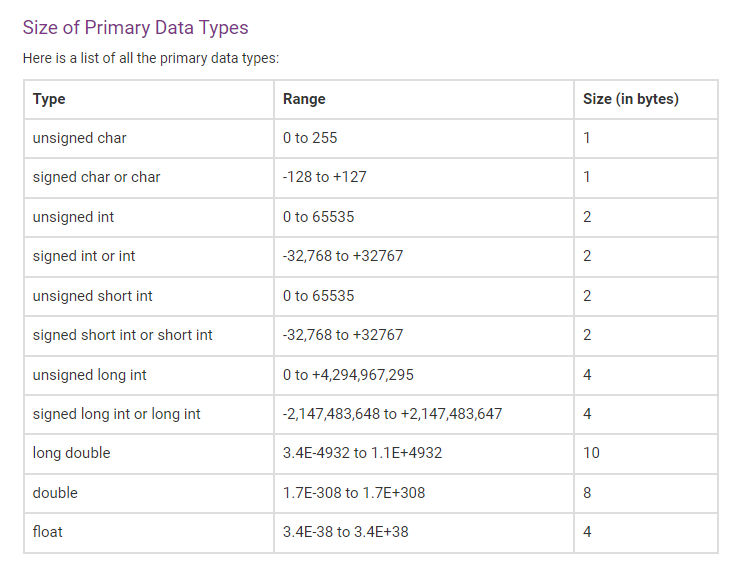 Size of Primary Data Types
Here is a list of all the primary data types:
Type Range Size (in bytes)
unsigned char 0 to 255 1
signed char or char -128 to +127 1
unsigned int 0 to 65535 2
signed int or int -32,768 to +32767 2
unsigned short int 0 to 65535 2
signed short int or short int -32,768 to +32767 2
unsigned long int 0 to +4,294,967,295 4
signed long int or long int -2,147,483,648 to +2,147,483,647 4
long double 3.4E-4932 to 1.1E+4932 10
double 1.7E-308 to 1.7E+308 8
float 3.4E-38 to 3.4E+38 4